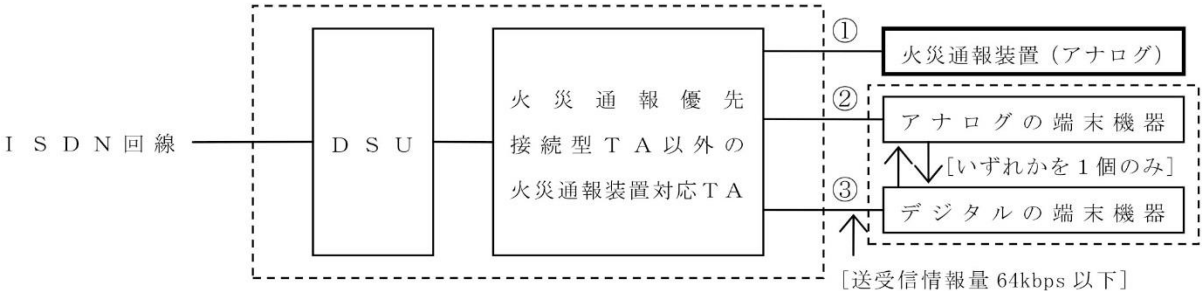 ①
火災通報装置（アナログ）
②
アナログの端末機器
ＩＳＤＮ回線
ＤＳＵ
火災通報優先
接続型ＴＡ以外の
火災通報装置対応ＴＡ
［いずれかを１個のみ］
③
デジタルの端末機器
［送受信情報量 64kbps 以下］